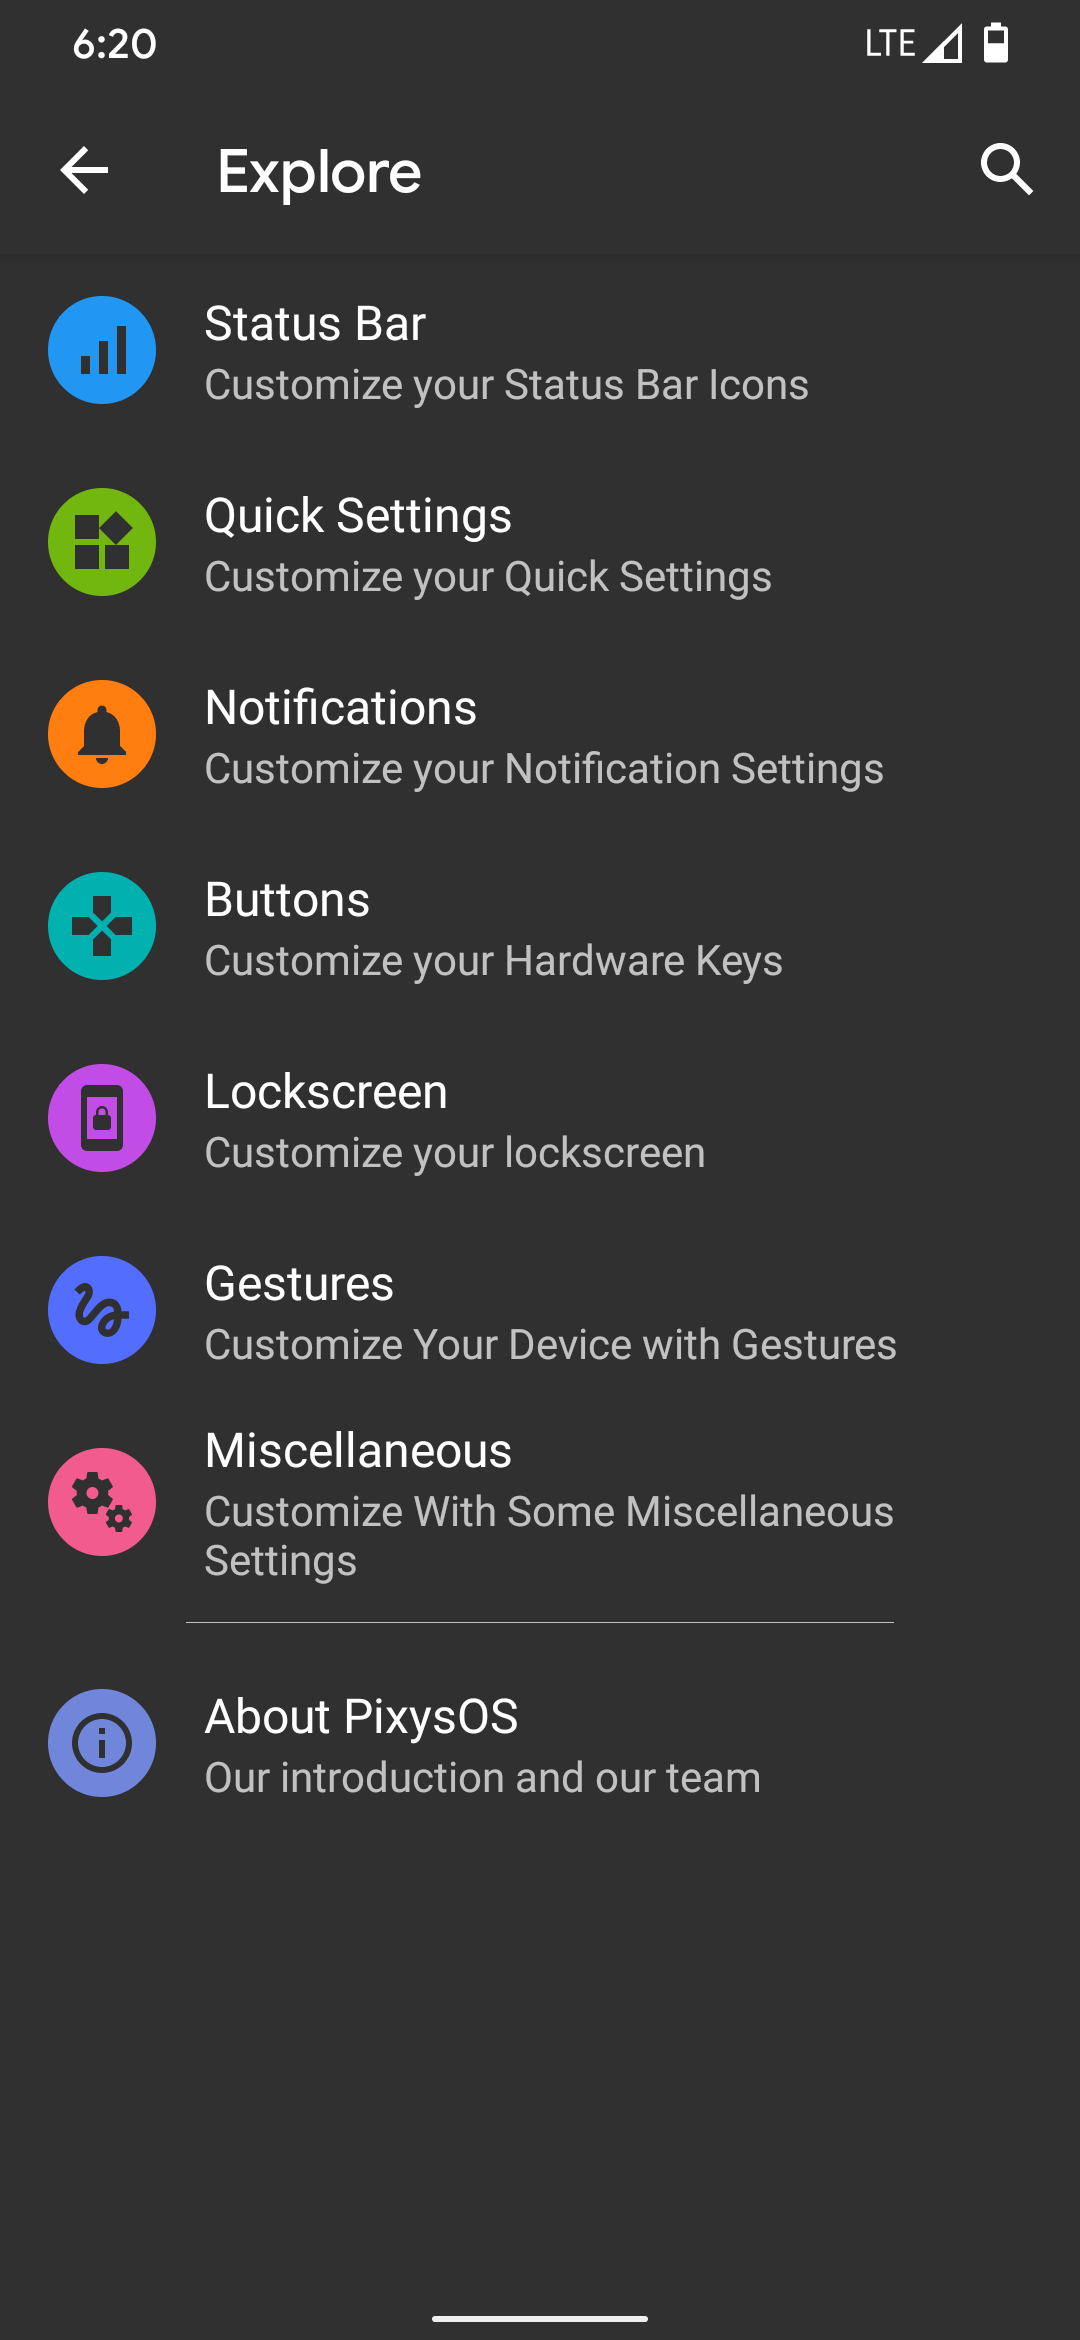 6:20 LTE
Explore
Status Bar
Customize your Status Bar Icons
Quick Settings
Customize your Quick Settings
Notifications
Customize your Notification Settings
Buttons
Customize your Hardware Keys
Lockscreen
Customize your lockscreen
Gestures
Customize Your Device with Gestures
Miscellaneous
Customize With Some Miscellaneous
Settings
About PixysOS
Our introduction and our team